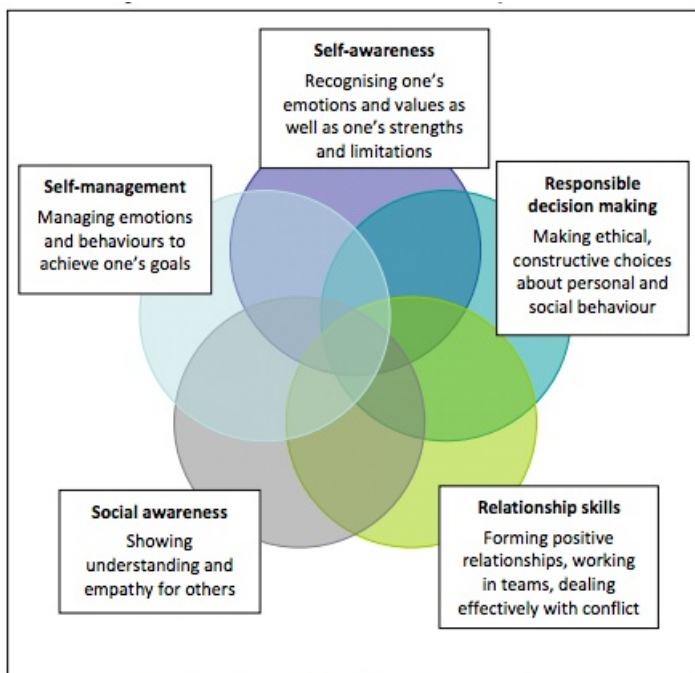 Self-awareness
Recognising one's
emotions and values as
well as one's strengths
and limitations
Self-management
Managing emotions
and behaviours to
achieve one's goals
Responsible
decision making
Making ethical,
constructive choices
about personal and
social behaviour
Social awareness
Showing
understanding and
empathy for others
Relationship skills
Forming positive
relationships, working
in teams, dealing
effectively with conflict